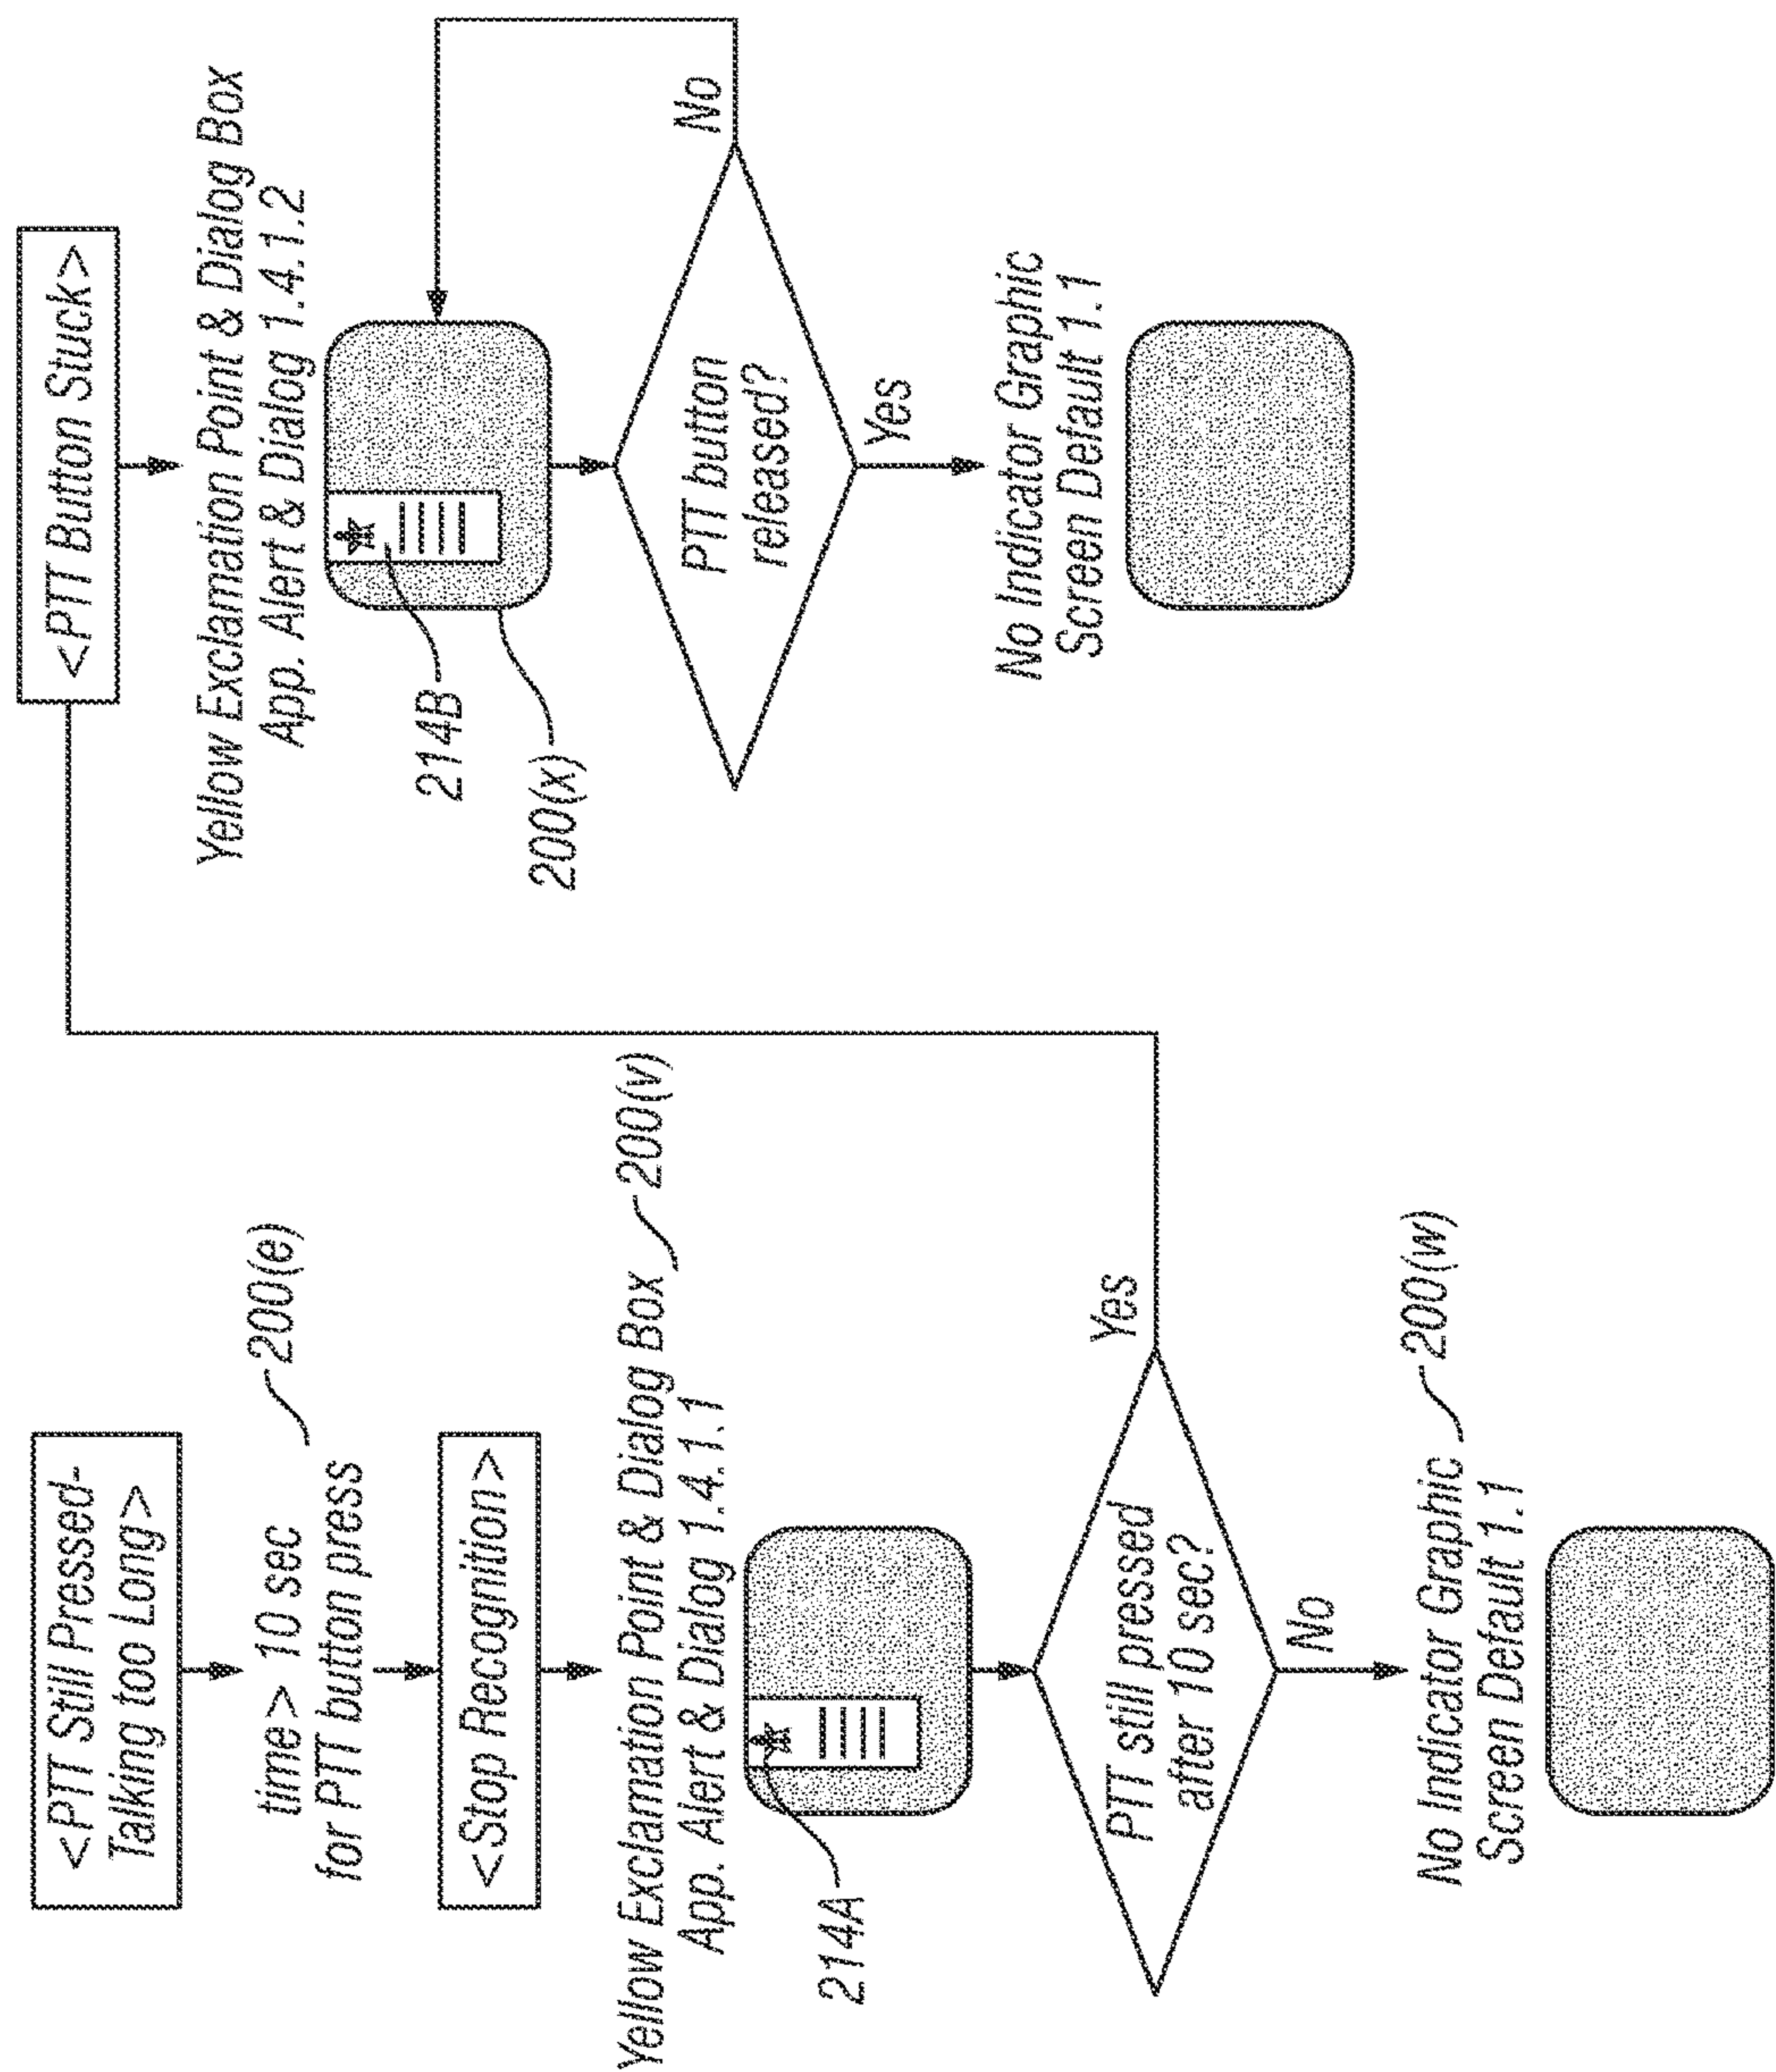 <PTT Still Pressed-
Talking too Long>
time> 10 sec
for PTT button press
200(e)
<Stop Recognition>
Yellow Exclamation Point & Dialog Box
App. Alert & Dialog 1.4.1.1
200(v)
214A
PTT still pressed
after 10 sec?
Yes
No
No Indicator Graphic
Screen Default 1.1
200(w)
<PTT Button Stuck>
Yellow Exclamation Point & Dialog Box
App. Alert & Dialog 1.4.1.2
214B
200(x)
PTT button
released?
No
Yes
No Indicator Graphic
Screen Default 1.1